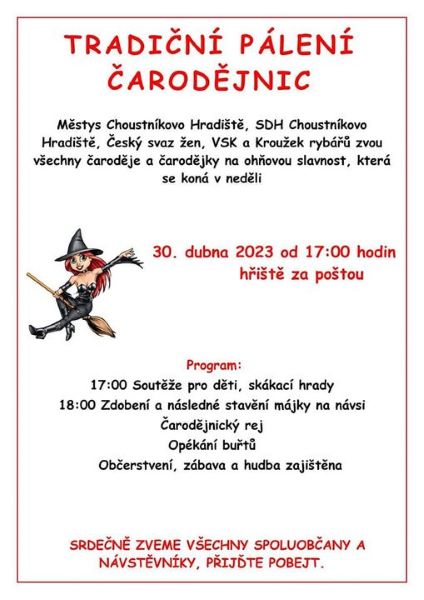 TRADIČNÍ PÁLENÍ
ČARODĚJNIC
Městys Choustníkovo Hradiště, SDH Choustníkovo
Hradiště, Český svaz žen, VSK a Kroužek rybářů zvou
všechny čaroděje a čarodějky na ohňovou slavnost, která
se koná v neděli
30. dubna 2023 od 17:00 hodin
hřiště za poštou
Program:
17:00 Soutěže pro děti, skákací hrady
18:00 Zdobení a následné stavění májky na návsi
Čarodějnický rej
Opékání buřtů
Občerstvení, zábava a hudba zajištěna
SRDEČNĚ ZVEME VŠECHNY SPOLUOBČANY A
NÁVSTĚVNÍKY, PŘIJĎTE POBEJT.